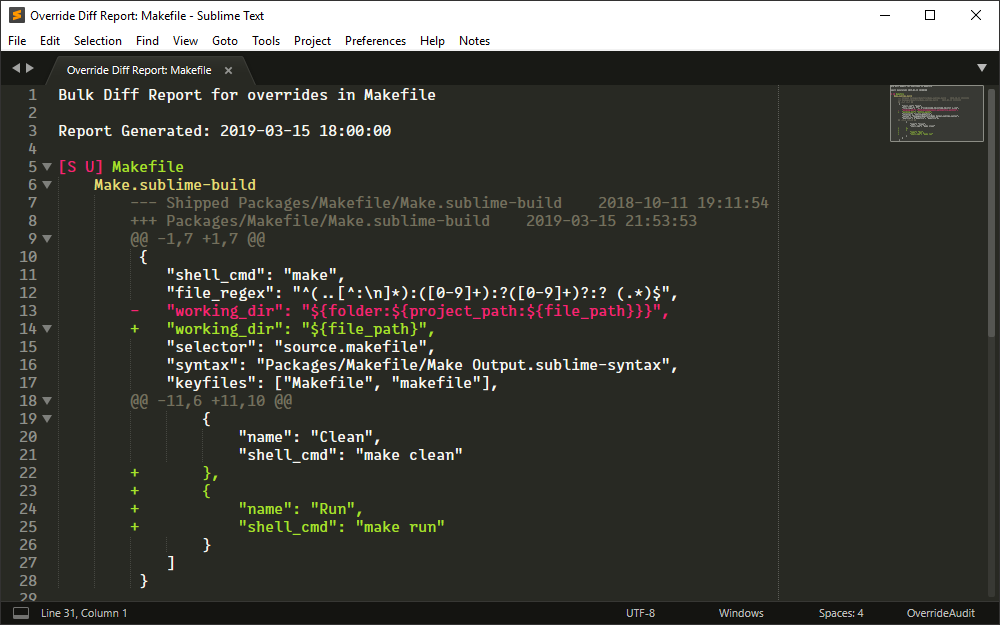 Override Diff Report: Makefile - Sublime Text
File Edit Selection Find View Goto Tools Project Preferences Help Notes
Override Diff Report: Makefile ×
1 Bulk Diff Report for overrides in Makefile
2
3 Report Generated: 2019-03-15 18:00:00
4
5 [S U] Makefile
6     Make.sublime-build
7         --- Shipped Packages/Makefile/Make.sublime-build    2018-10-11 19:11:54
8         +++ Packages/Makefile/Make.sublime-build    2019-03-15 21:53:53
9         @@ -1,7 +1,7 @@
10          {
11             "shell_cmd": "make",
12             "file_regex": "^(..[^:\n]*):([0-9]+):?([0-9]+)?:? (.*)$",
13         -   "working_dir": "${folder:${project_path:${file_path}}}",
14         +   "working_dir": "${file_path}",
15             "selector": "source.makefile",
16             "syntax": "Packages/Makefile/Make Output.sublime-syntax",
17             "keyfiles": ["Makefile", "makefile"],
18         @@ -11,6 +11,10 @@
19                 {
20                     "name": "Clean",
21                     "shell_cmd": "make clean"
22         +       },
23         +       {
24         +           "name": "Run",
25         +           "shell_cmd": "make run"
26                 }
27             ]
28          }
29
Line 31, Column 1 UTF-8 Windows Spaces: 4 OverrideAudit